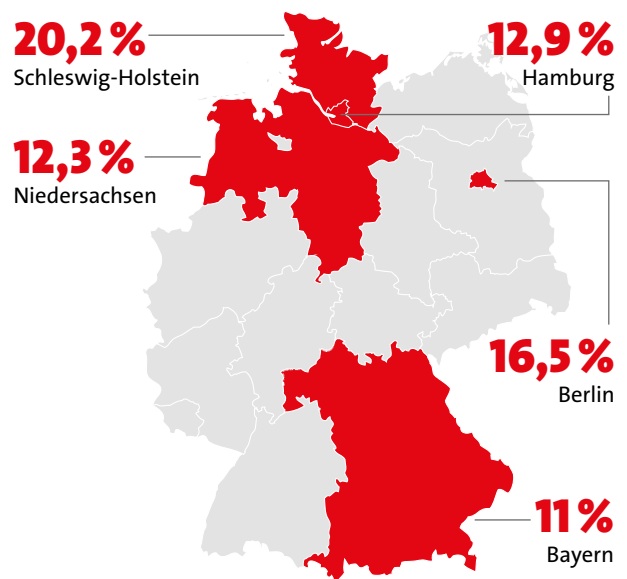 20,2 %
Schleswig-Holstein
12,9 %
Hamburg
12,3 %
Niedersachsen
16,5 %
Berlin
11 %
Bayern